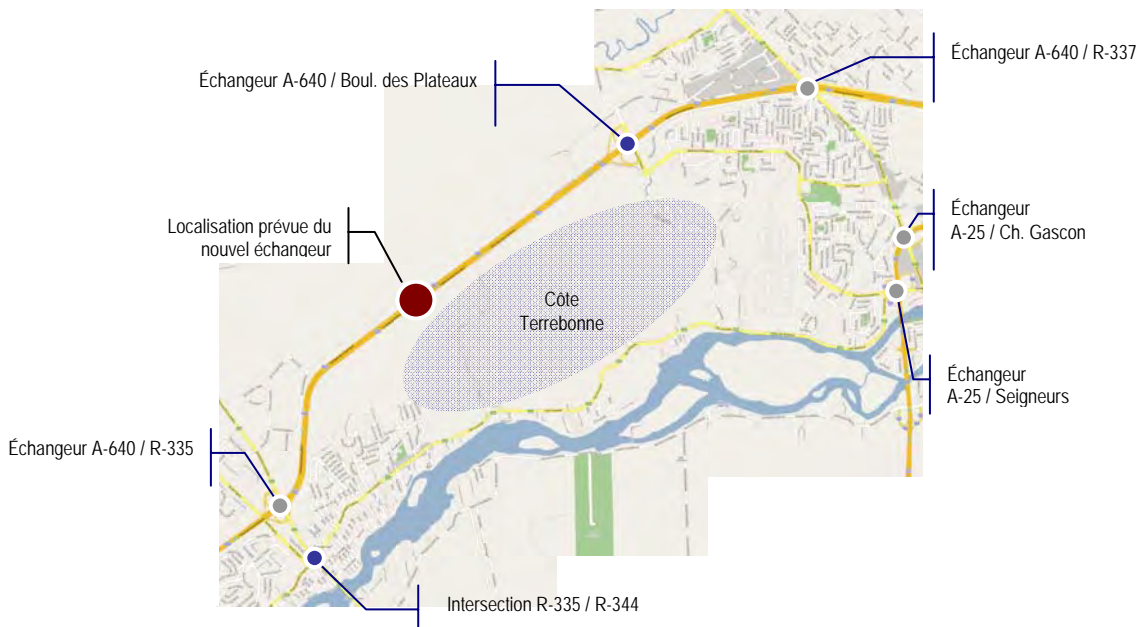 Échangeur A-640 / R-337
Échangeur A-640 / Boul. des Plateaux
Localisation prévue du
nouvel échangeur
Échangeur
A-25 / Ch. Gascon
Côte
Terrebonne
Échangeur
A-25 / Seigneurs
Échangeur A-640 / R-335
Intersection R-335 / R-344